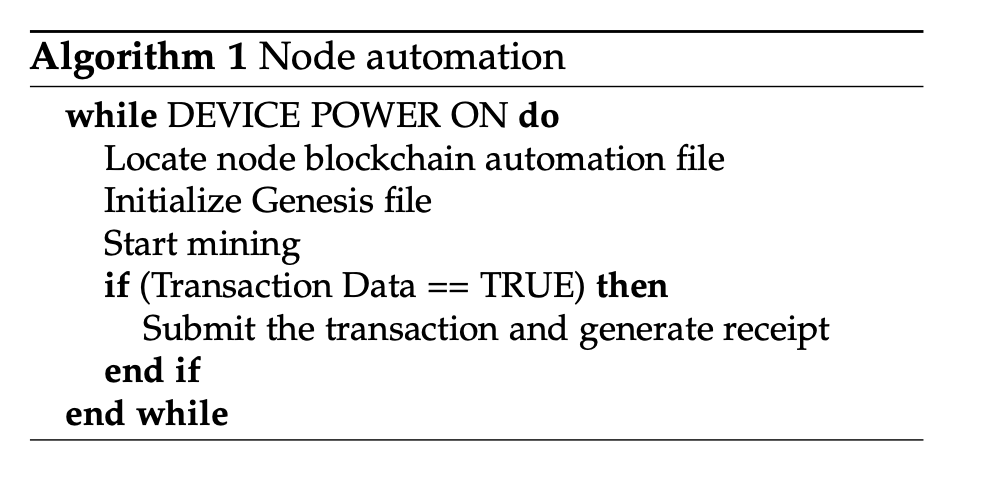 Algorithm 1 Node automation
while DEVICE POWER ON do
Locate node blockchain automation file
Initialize Genesis file
Start mining
if (Transaction Data == TRUE) then
Submit the transaction and generate receipt
end if
end while